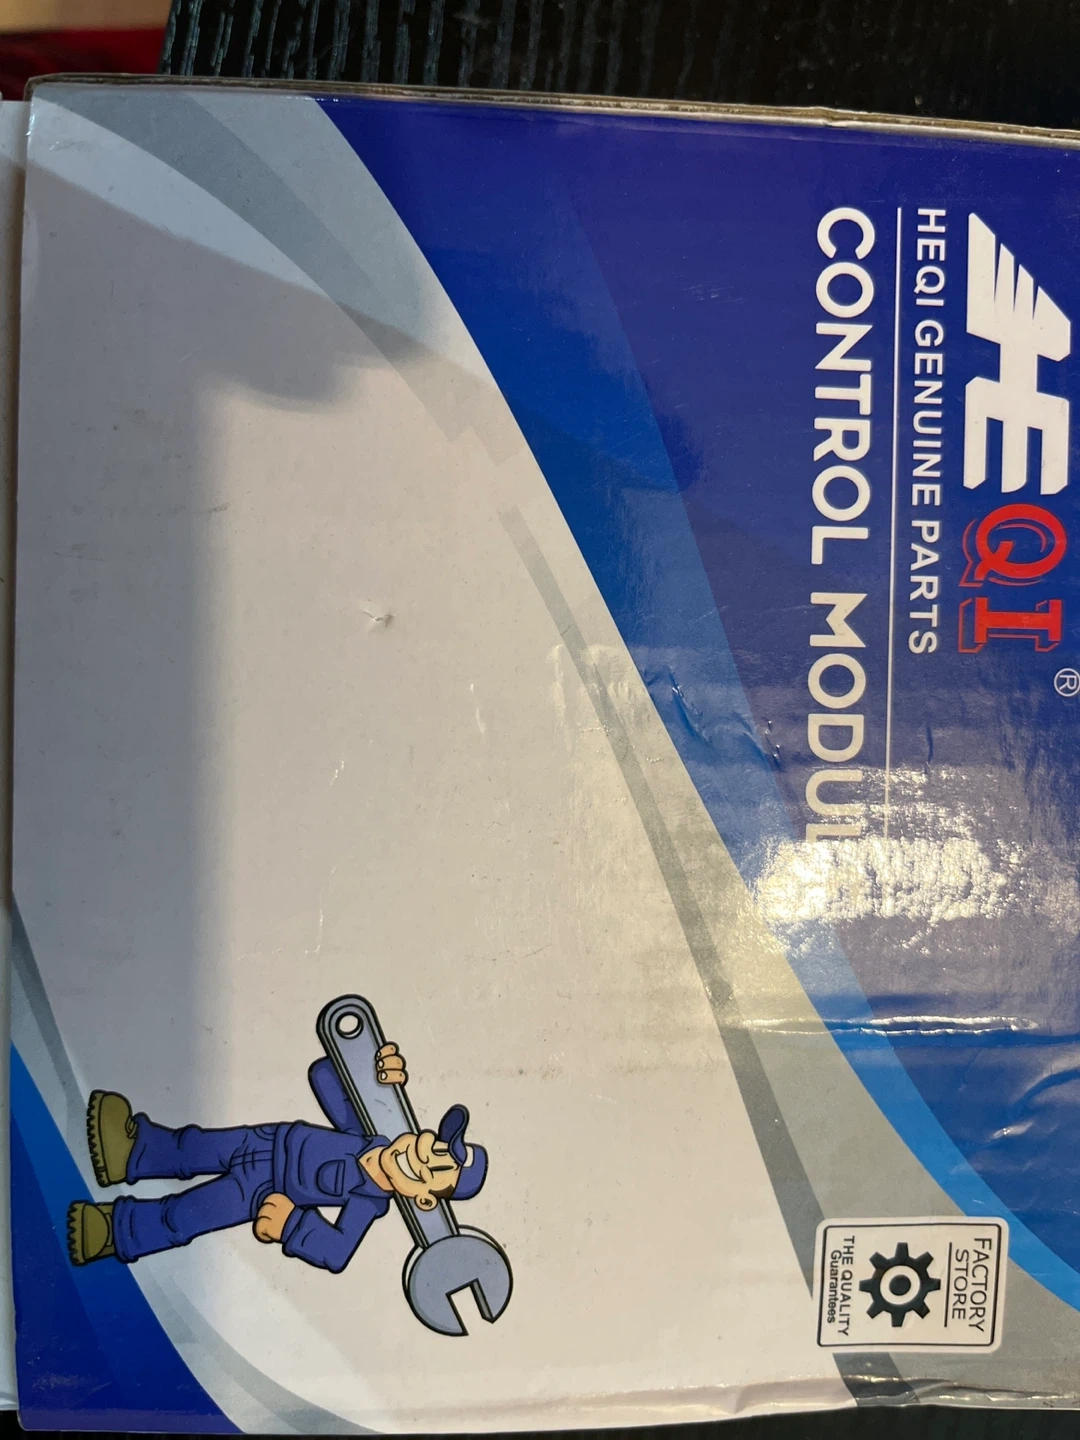 HEQI®
HEQI GENUINE PARTS
CONTROL MODUL
FACTORY
STORE
THE QUALITY
Guarantees